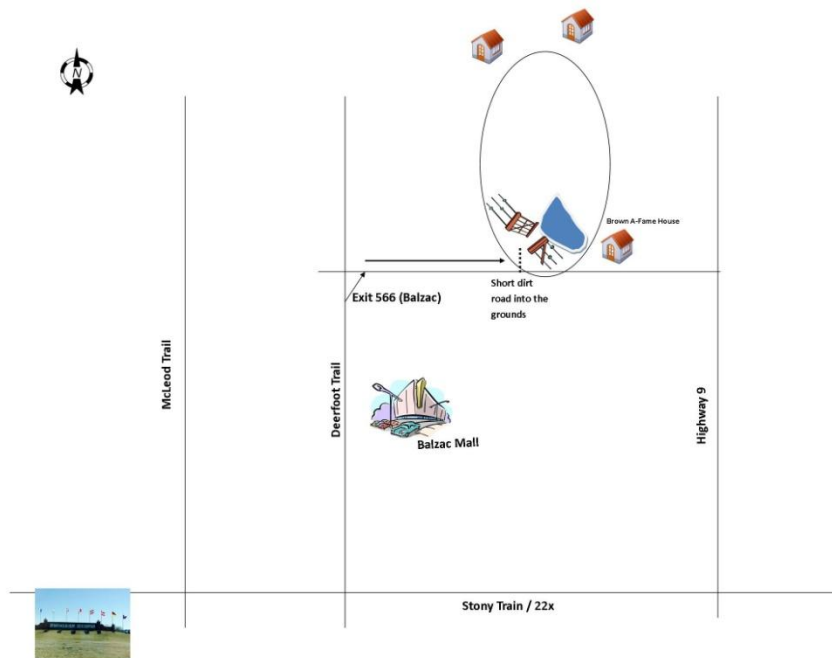 N
Brown A-Fame House
Exit 566 (Balzac)
Short dirt
road into the
grounds
McLeod Trail
Deerfoot Trail
Highway 9
Balzac Mall
Stony Train / 22x